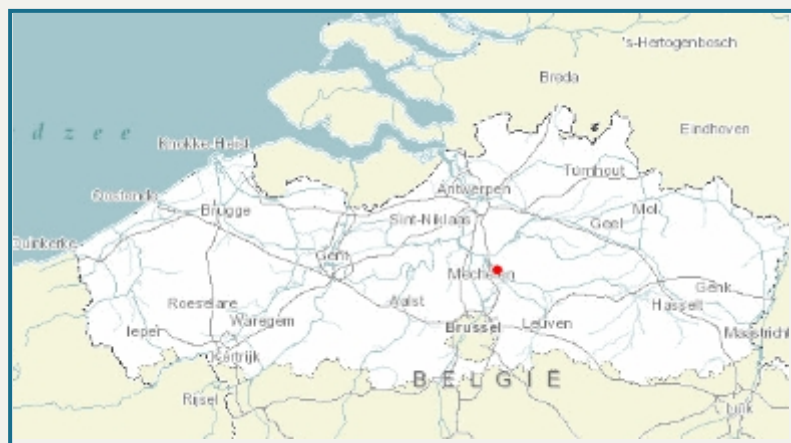 's-Hertogenbosch
Breda
Eindhoven
d z e e
Knokke-Heist
Turnhout
Antwerpen
Oostende
Brugge
Sint-Niklaas
Mol
Geel
Duinkerke
Gent
Mechelen
Genk
Roeselare
Aalst
Hasselt
Waregem
Ieper
Brussel
Leuven
Maastricht
Kortrijk
BELGIË
Rijsel
Luik